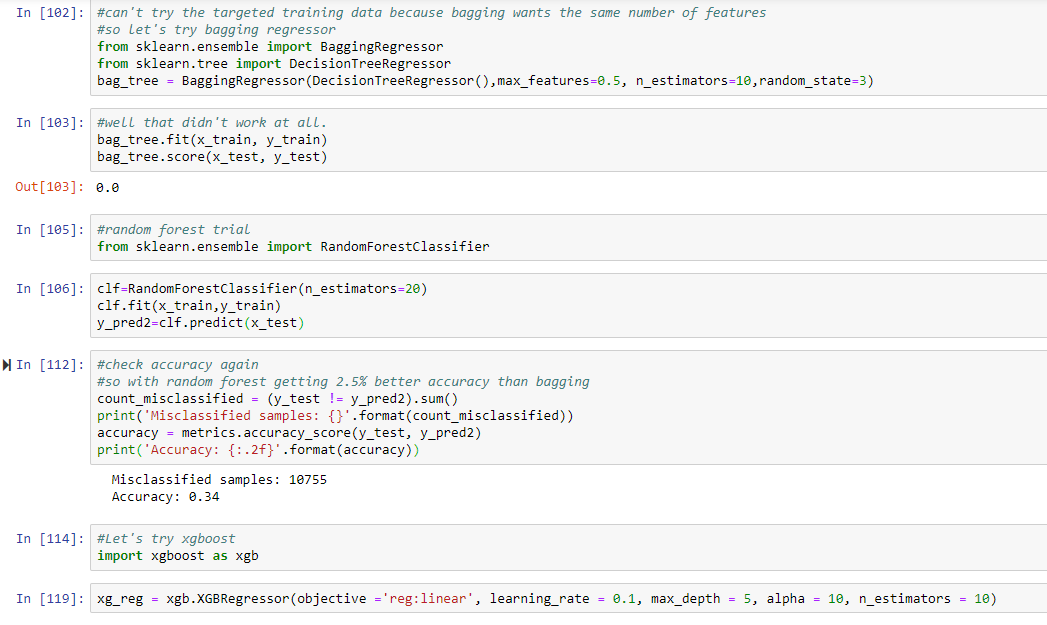 In [102]: #can't try the targeted training data because bagging wants the same number of features
#so let's try bagging regressor
from sklearn.ensemble import BaggingRegressor
from sklearn.tree import DecisionTreeRegressor
bag_tree = BaggingRegressor(DecisionTreeRegressor(),max_features=0.5, n_estimators=10,random_state=3)
In [103]: #well that didn't work at all.
bag_tree.fit(x_train, y_train)
bag_tree.score(x_test, y_test)
Out[103]: 0.0
In [105]: #random forest trial
from sklearn.ensemble import RandomForestClassifier
In [106]: clf=RandomForestClassifier(n_estimators=20)
clf.fit(x_train,y_train)
y_pred2=clf.predict(x_test)
In [112]: #check accuracy again
#so with random forest getting 2.5% better accuracy than bagging
count_misclassified = (y_test != y_pred2).sum()
print('Misclassified samples: {}'.format(count_misclassified))
accuracy = metrics.accuracy_score(y_test, y_pred2)
print('Accuracy: {:.2f}'.format(accuracy))
Misclassified samples: 10755
Accuracy: 0.34
In [114]: #Let's try xgboost
import xgboost as xgb
In [119]: xg_reg = xgb.XGBRegressor(objective ='reg:linear', learning_rate = 0.1, max_depth = 5, alpha = 10, n_estimators = 10)